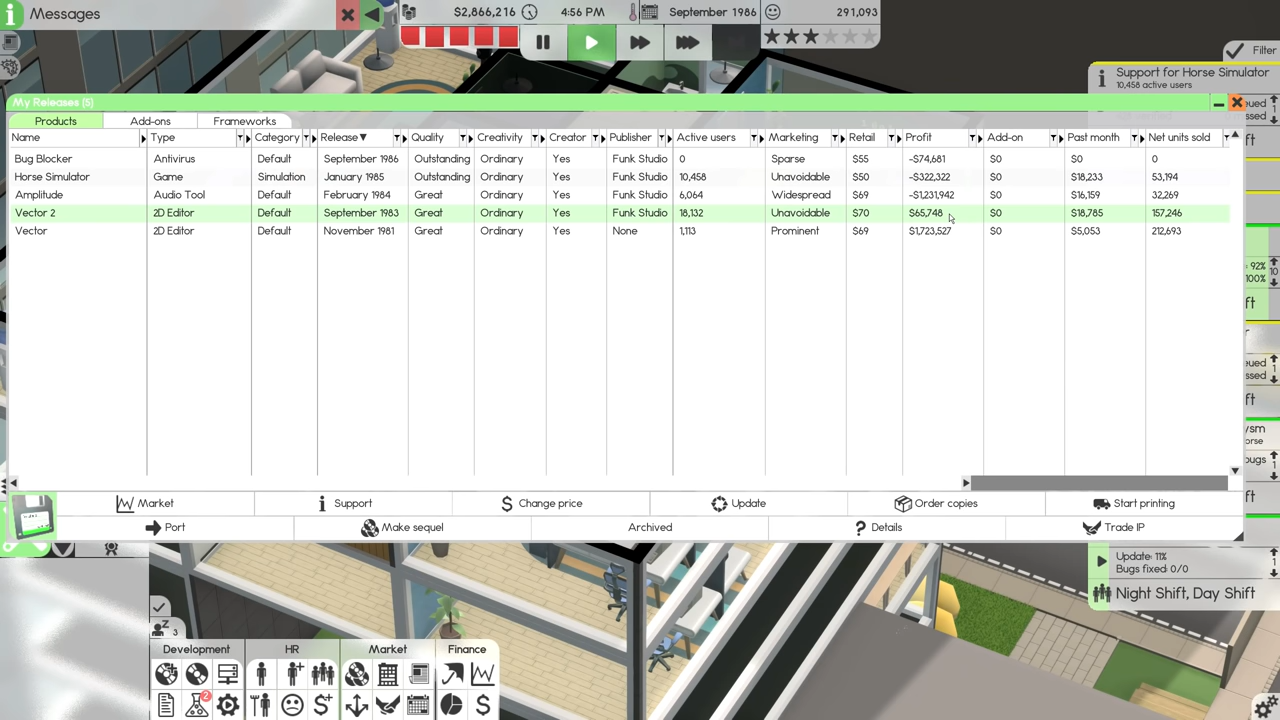 Messages
$2,866,216
4:56 PM
September 1986
291,093
Filter
Support for Horse Simulator
10,458 active users
My Releases (5)
Products
Add-ons
Frameworks
Name Type Category Release▼ Quality Creativity Creator Publisher Active users Marketing Retail Profit Add-on Past month Net units sold
Bug Blocker Antivirus Default September 1986 Outstanding Ordinary Yes Funk Studio 0 Sparse $55 -$74,681 $0 $0 0
Horse Simulator Game Simulation January 1985 Outstanding Ordinary Yes Funk Studio 10,458 Unavoidable $50 -$322,322 $0 $18,233 53,194
Amplitude Audio Tool Default February 1984 Great Ordinary Yes Funk Studio 6,064 Widespread $69 -$1,231,942 $0 $16,159 32,269
Vector 2 2D Editor Default September 1983 Great Ordinary Yes Funk Studio 18,132 Unavoidable $70 $65,748 $0 $18,785 157,246
Vector 2D Editor Default November 1981 Great Ordinary Yes None 1,113 Prominent $69 $1,723,527 $0 $5,053 212,693
92%
100%
10
Market
Support
Change price
Update
Order copies
Start printing
Port
Make sequel
Archived
Details
Trade IP
Update: 11%
Bugs fixed: 0/0
1
Night Shift, Day Shift
3
Development
HR
Market
Finance
2